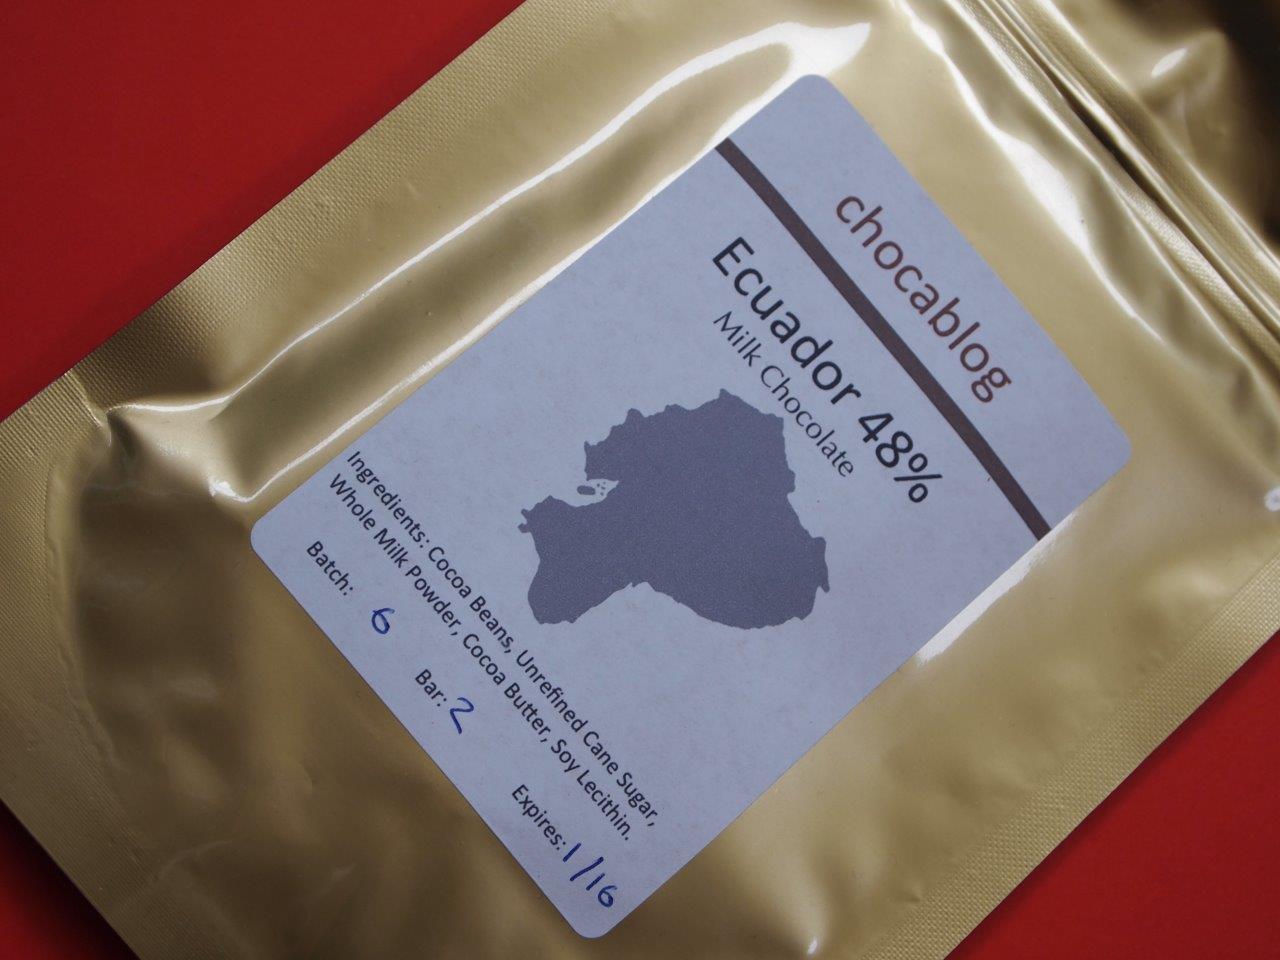 chocablog
Ecuador 48%
Milk Chocolate
Ingredients: Cocoa Beans, Unrefined Cane Sugar,
Whole Milk Powder, Cocoa Butter, Soy Lecithin.
Batch: 6 Bar: 2 Expires: 1/16